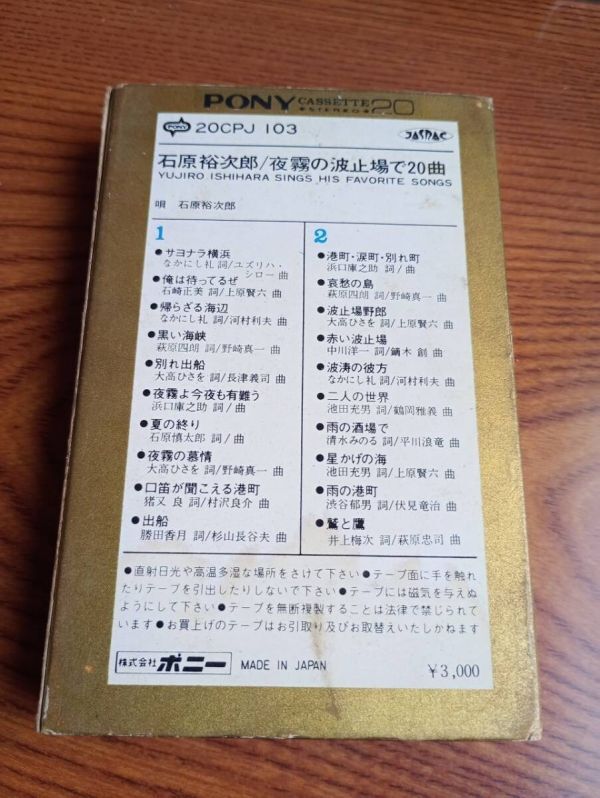 PONY CASSETTE 20
STEREO
PONY 20CPJ 103 JASRAC
石原裕次郎/夜霧の波止場で20曲
YUJIRO ISHIHARA SINGS HIS FAVORITE SONGS
唄 石原裕次郎
1
●サヨナラ横浜
なかにし礼 詞/ユズリハ・
シロー 曲
●俺は待ってるぜ
石崎正美 詞/上原賢六 曲
●帰らざる海辺
なかにし礼 詞/河村利夫 曲
●黒い海峡
萩原四朗 詞/野崎真一 曲
●別れ出船
大高ひさを 詞/長津義司 曲
●夜霧よ今夜も有難う
浜口庫之助 詞/ 曲
●夏の終り
石原慎太郎 詞/ 曲
●夜霧の慕情
大高ひさを 詞/野崎真一 曲
●口笛が聞こえる港町
猪又 良 詞/村沢良介 曲
●出船
勝田香月 詞/杉山長谷夫 曲
2
●港町・涙町・別れ町
浜口庫之助 詞/ 曲
●哀愁の島
萩原四朗 詞/野崎真一 曲
●波止場野郎
大高ひさを 詞/上原賢六 曲
●赤い波止場
中川洋一 詞/鏑木 創 曲
●波涛の彼方
なかにし礼 詞/河村利夫 曲
●二人の世界
池田充男 詞/鶴岡雅義 曲
●雨の酒場で
清水みのる 詞/平川浪竜 曲
●星かげの海
池田充男 詞/上原賢六 曲
●雨の港町
渋谷郁男 詞/伏見竜治 曲
●鷲と鷹
井上梅次 詞/萩原忠司 曲
●直射日光や高温多湿な場所をさけて下さい●テープ面に手を触れ
たりテープを引出したりしないで下さい●テープには磁気を与えぬ
ようにして下さい●テープを無断複製することは法律で禁じられて
います●お買上げのテープはお引取り及びお取替えいたしかねます
株式会社 ポニー MADE IN JAPAN ¥3,000